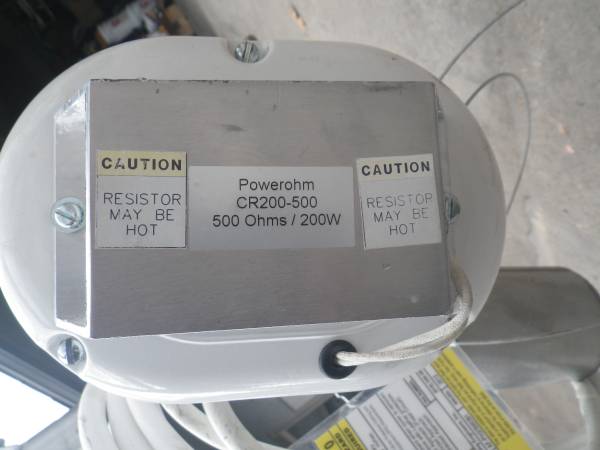 CAUTION
RESISTOR
MAY BE
HOT
Powerohm
CR200-500
500 Ohms / 200W
CAUTION
RESISTOR
MAY BE
HOT